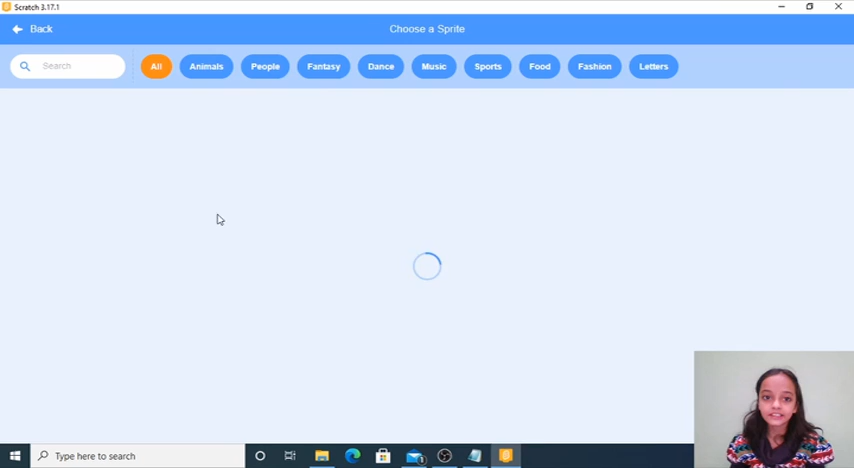 Scratch 3.17.1
Back
Choose a Sprite
Search
All
Animals
People
Fantasy
Dance
Music
Sports
Food
Fashion
Letters
Type here to search
1